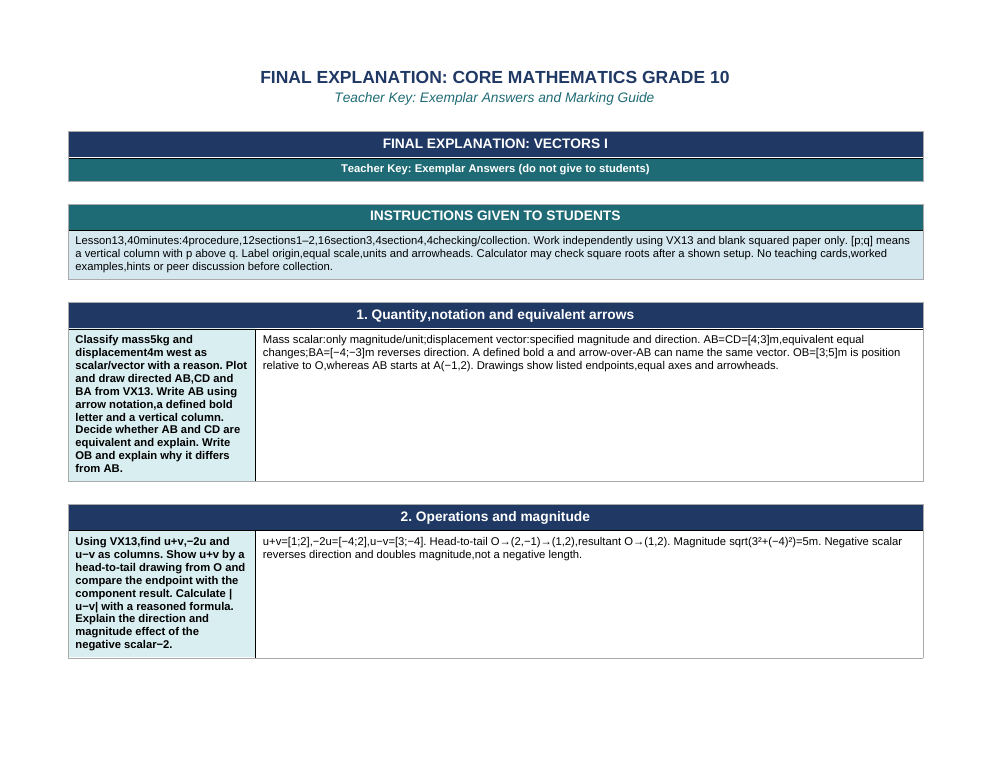 FINAL EXPLANATION: CORE MATHEMATICS GRADE 10
Teacher Key: Exemplar Answers and Marking Guide
FINAL EXPLANATION: VECTORS I
Teacher Key: Exemplar Answers (do not give to students)
INSTRUCTIONS GIVEN TO STUDENTS
Lesson13,40minutes:4procedure,12sections1–2,16section3,4section4,4checking/collection. Work independently using VX13 and blank squared paper only. [p;q] means
a vertical column with p above q. Label origin,equal scale,units and arrowheads. Calculator may check square roots after a shown setup. No teaching cards,worked
examples,hints or peer discussion before collection.
1. Quantity,notation and equivalent arrows
Classify mass5kg and
displacement4m west as
scalar/vector with a reason. Plot
and draw directed AB,CD and
BA from VX13. Write AB using
arrow notation,a defined bold
letter and a vertical column.
Decide whether AB and CD are
equivalent and explain. Write
OB and explain why it differs
from AB.
Mass scalar:only magnitude/unit;displacement vector:specified magnitude and direction. AB=CD=[4;3]m,equivalent equal
changes;BA=[−4;−3]m reverses direction. A defined bold a and arrow-over-AB can name the same vector. OB=[3;5]m is position
relative to O,whereas AB starts at A(−1,2). Drawings show listed endpoints,equal axes and arrowheads.
2. Operations and magnitude
Using VX13,find u+v,−2u and
u−v as columns. Show u+v by a
head-to-tail drawing from O and
compare the endpoint with the
component result. Calculate |
u−v| with a reasoned formula.
Explain the direction and
magnitude effect of the
negative scalar−2.
u+v=[1;2],−2u=[−4;2],u−v=[3;−4]. Head-to-tail O→(2,−1)→(1,2),resultant O→(1,2). Magnitude sqrt(3²+(−4)²)=5m. Negative scalar
reverses direction and doubles magnitude,not a negative length.